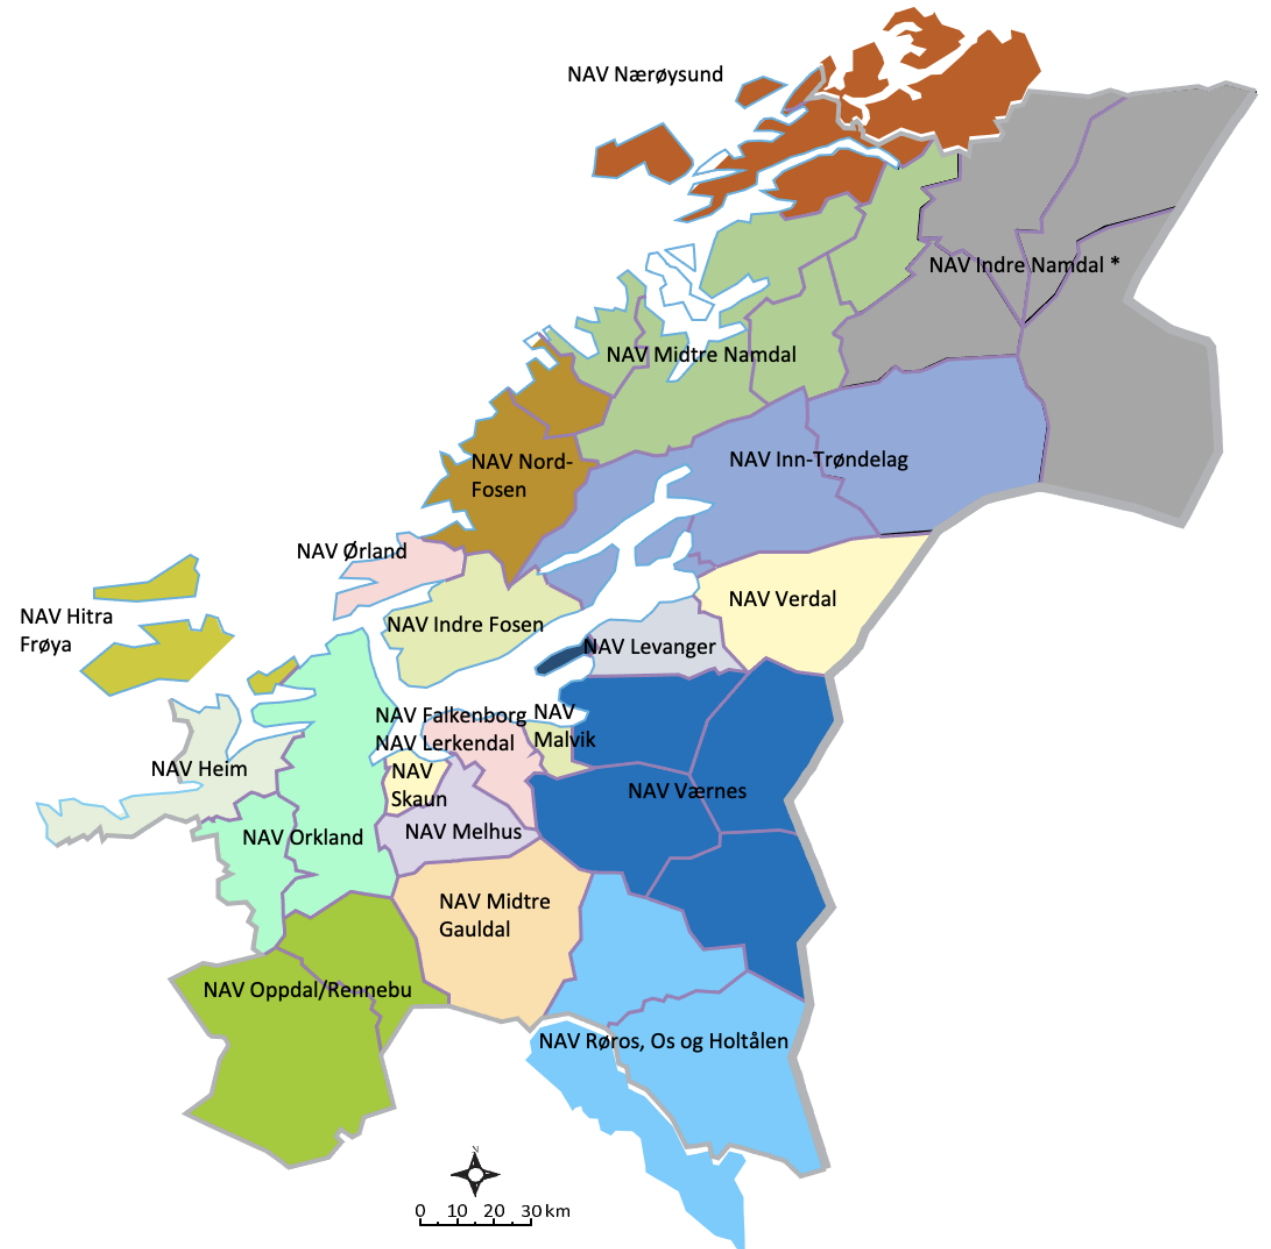 NAV Nærøysund
NAV Indre Namdal *
NAV Midtre Namdal
NAV Nord-
Fosen
NAV Inn-Trøndelag
NAV Ørland
NAV Hitra
Frøya
NAV Indre Fosen
NAV Verdal
NAV Levanger
NAV Falkenborg
NAV Lerkendal
NAV
Malvik
NAV Heim
NAV
Skaun
NAV Værnes
NAV Orkland
NAV Melhus
NAV Midtre
Gauldal
NAV Oppdal/Rennebu
NAV Røros, Os og Holtålen
N
0 10 20 30 km